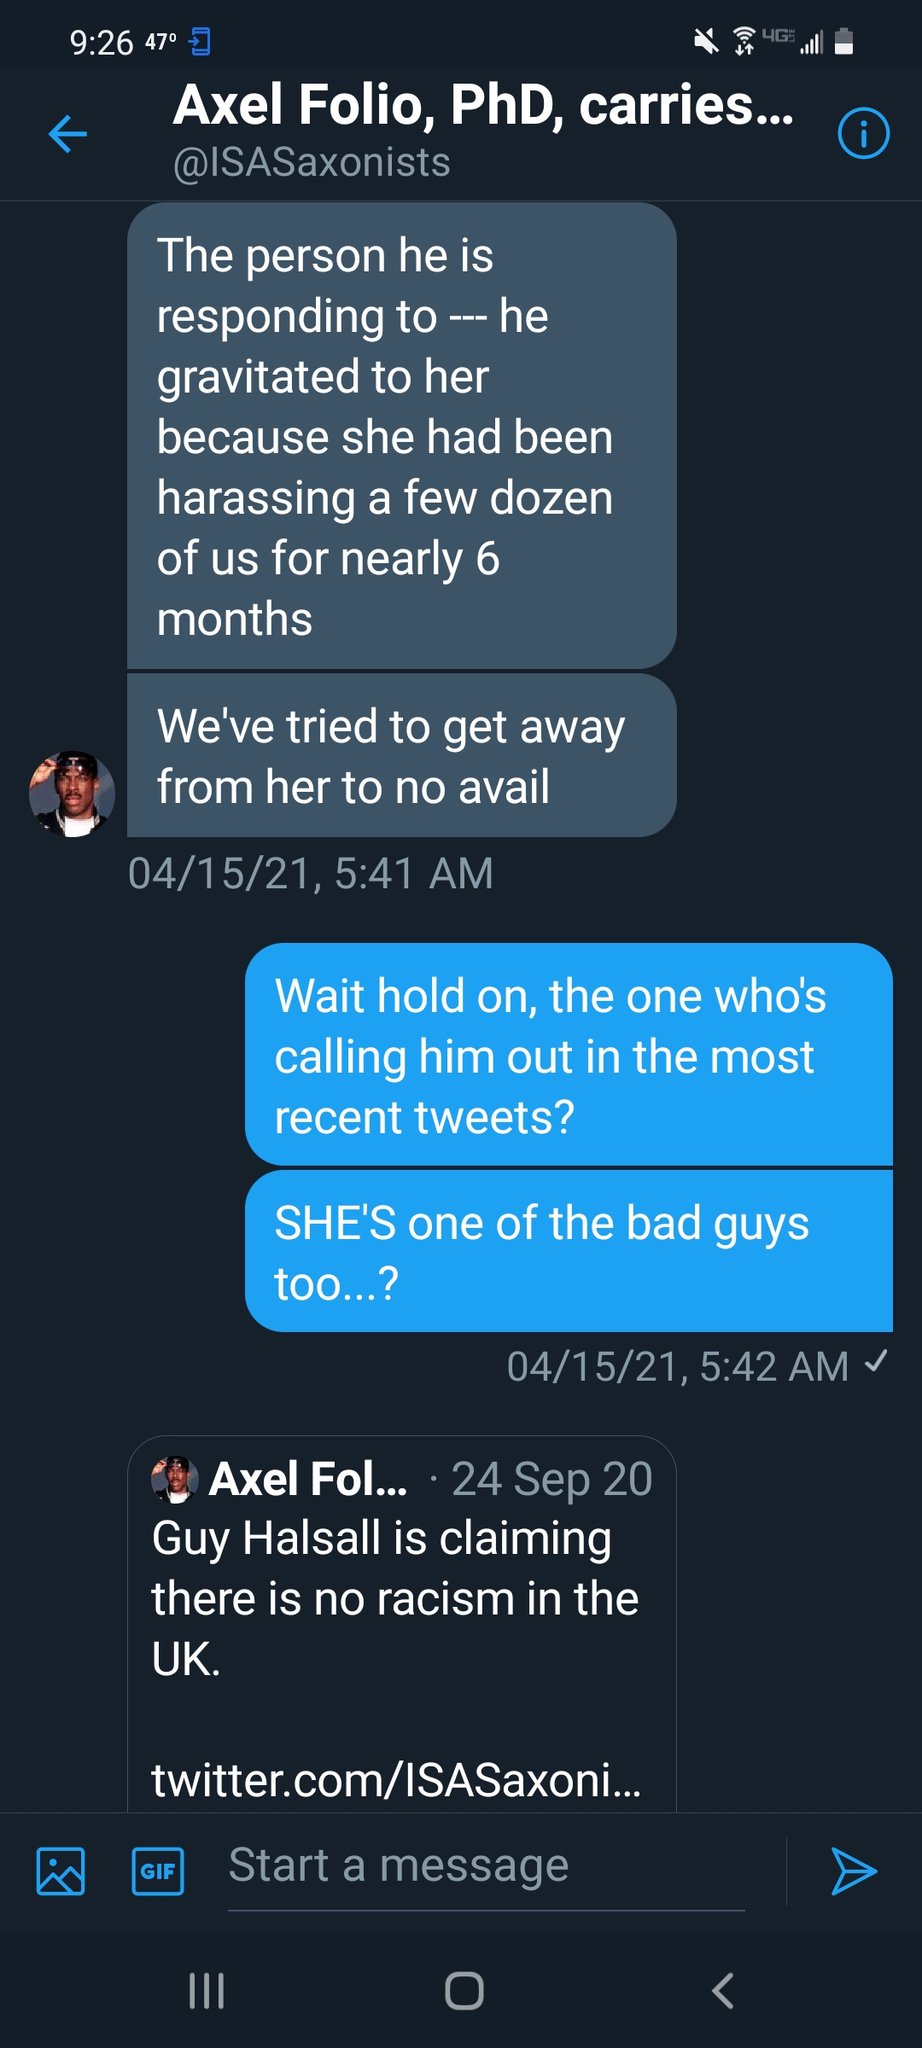 9:26 47° 4G LTE
Axel Folio, PhD, carries...
@ISASaxonists
The person he is
responding to --- he
gravitated to her
because she had been
harassing a few dozen
of us for nearly 6
months
We've tried to get away
from her to no avail
04/15/21, 5:41 AM
Wait hold on, the one who's
calling him out in the most
recent tweets?
SHE'S one of the bad guys
too...?
04/15/21, 5:42 AM
Axel Fol... · 24 Sep 20
Guy Halsall is claiming
there is no racism in the
UK.
twitter.com/ISASaxoni...
GIF Start a message